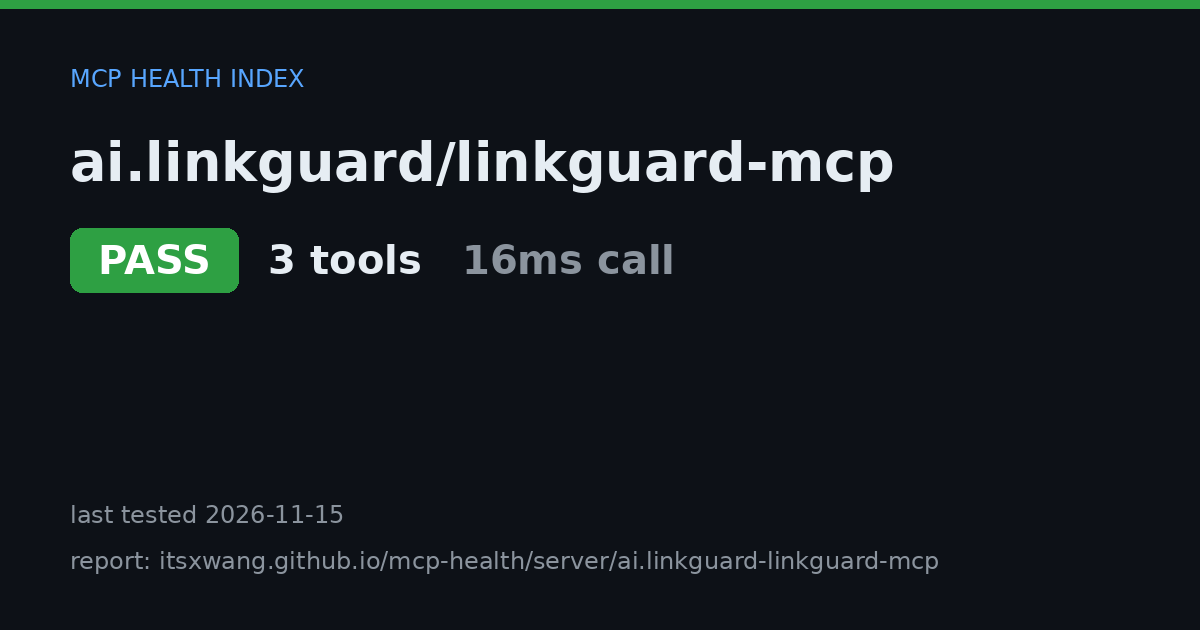 MCP HEALTH INDEX
ai.linkguard/linkguard-mcp
PASS 3 tools 16ms call
last tested 2026-11-15
report: itsxwang.github.io/mcp-health/server/ai.linkguard-linkguard-mcp